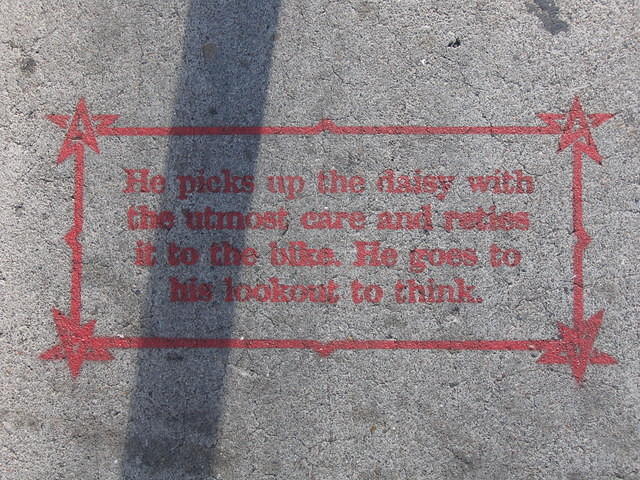 He picks up the daisy with
the utmost care and reties
it to the bike. He goes to
his lookout to think.